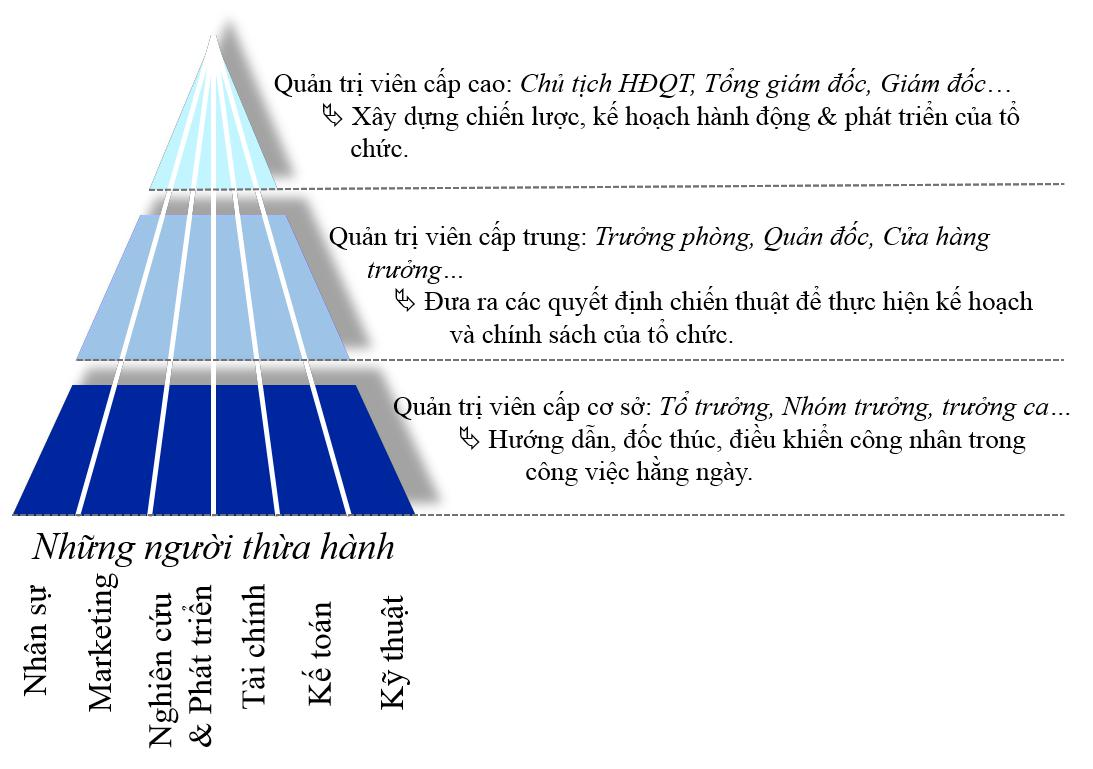 Quản trị viên cấp cao: Chủ tịch HĐQT, Tổng giám đốc, Giám đốc…
Xây dựng chiến lược, kế hoạch hành động & phát triển của tổ
chức.
Quản trị viên cấp trung: Trưởng phòng, Quản đốc, Cửa hàng
trưởng…
Đưa ra các quyết định chiến thuật để thực hiện kế hoạch
và chính sách của tổ chức.
Quản trị viên cấp cơ sở: Tổ trưởng, Nhóm trưởng, trưởng ca…
Hướng dẫn, đốc thúc, điều khiển công nhân trong
công việc hằng ngày.
Những người thừa hành
Nhân sự
Marketing
Nghiên cứu
& Phát triển
Tài chính
Kế toán
Kỹ thuật